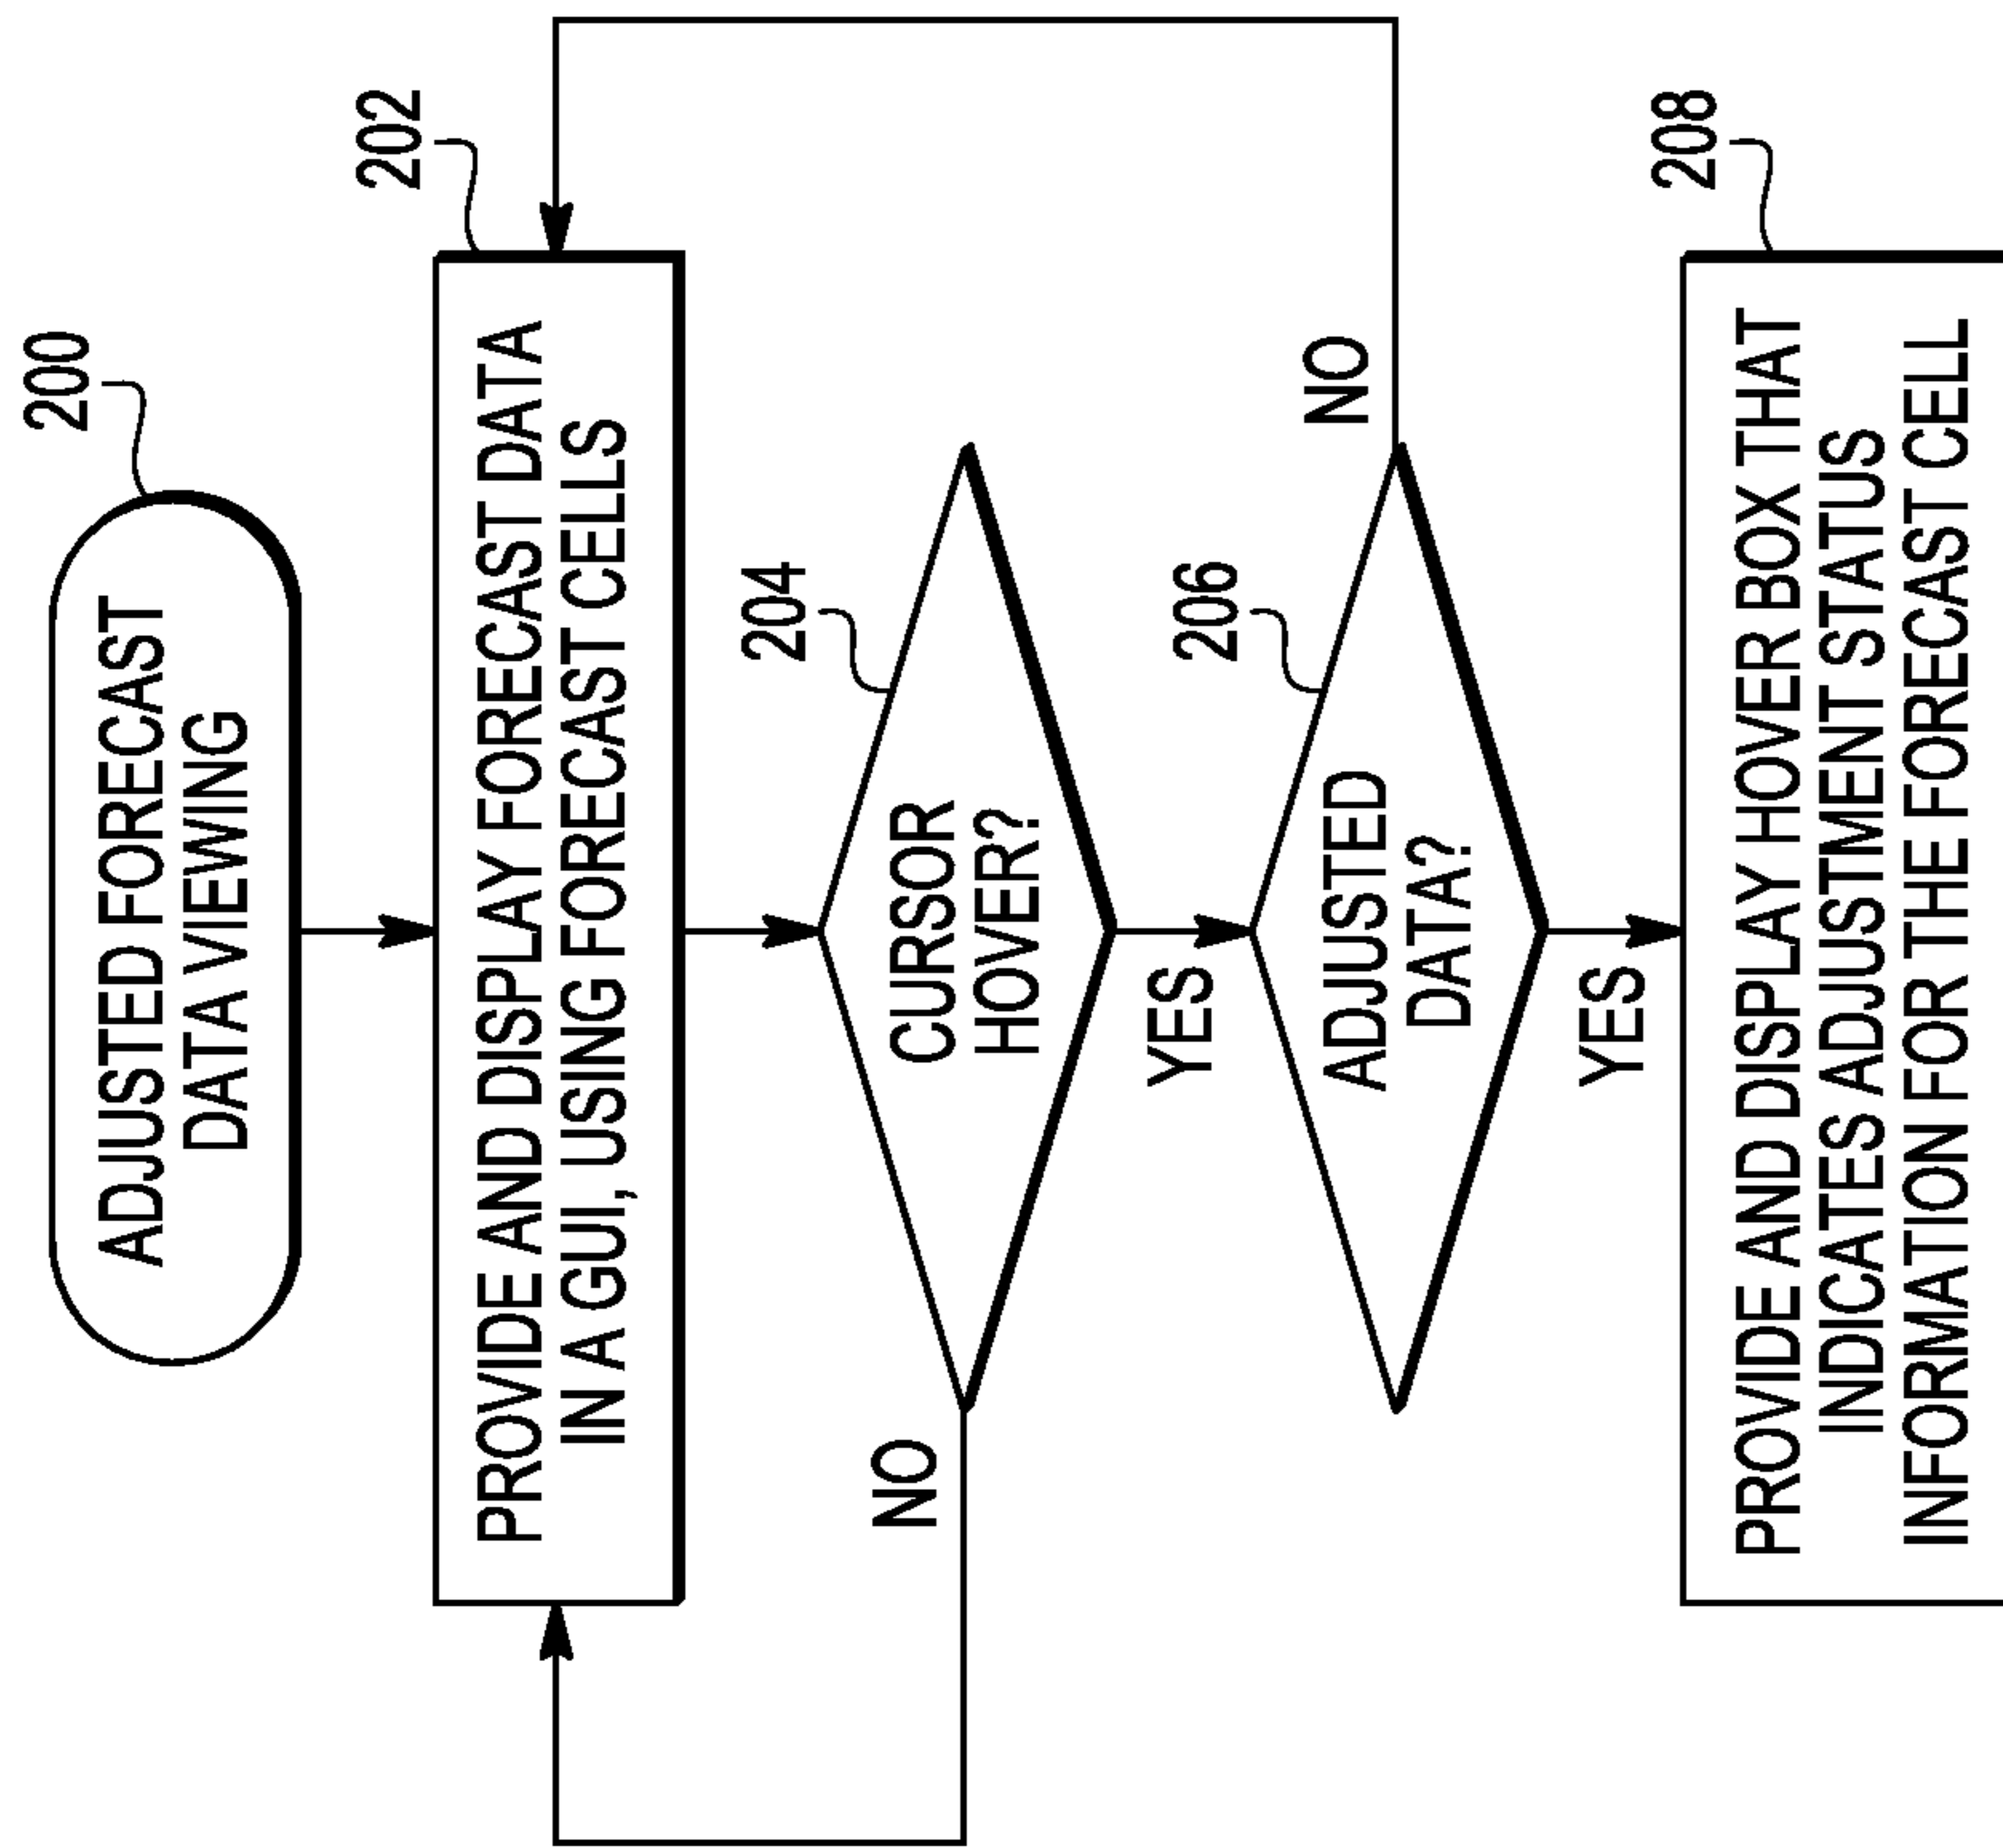 200
ADJUSTED FORECAST
DATA VIEWING
202
PROVIDE AND DISPLAY FORECAST DATA
IN A GUI, USING FORECAST CELLS
204
CURSOR
HOVER?
NO
YES
206
ADJUSTED
DATA?
NO
YES
208
PROVIDE AND DISPLAY HOVER BOX THAT
INDICATES ADJUSTMENT STATUS
INFORMATION FOR THE FORECAST CELL